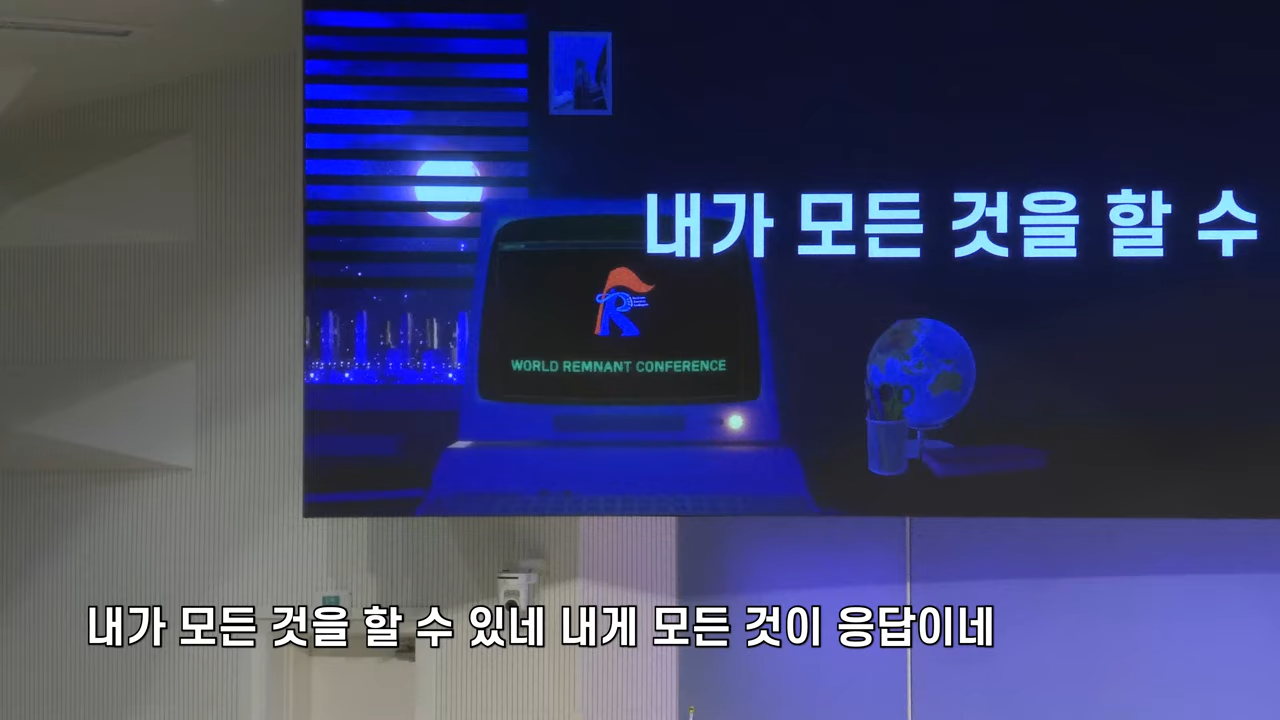 내가 모든 것을 할 수
WORLD REMNANT CONFERENCE
내가 모든 것을 할 수 있네 내게 모든 것이 응답이네